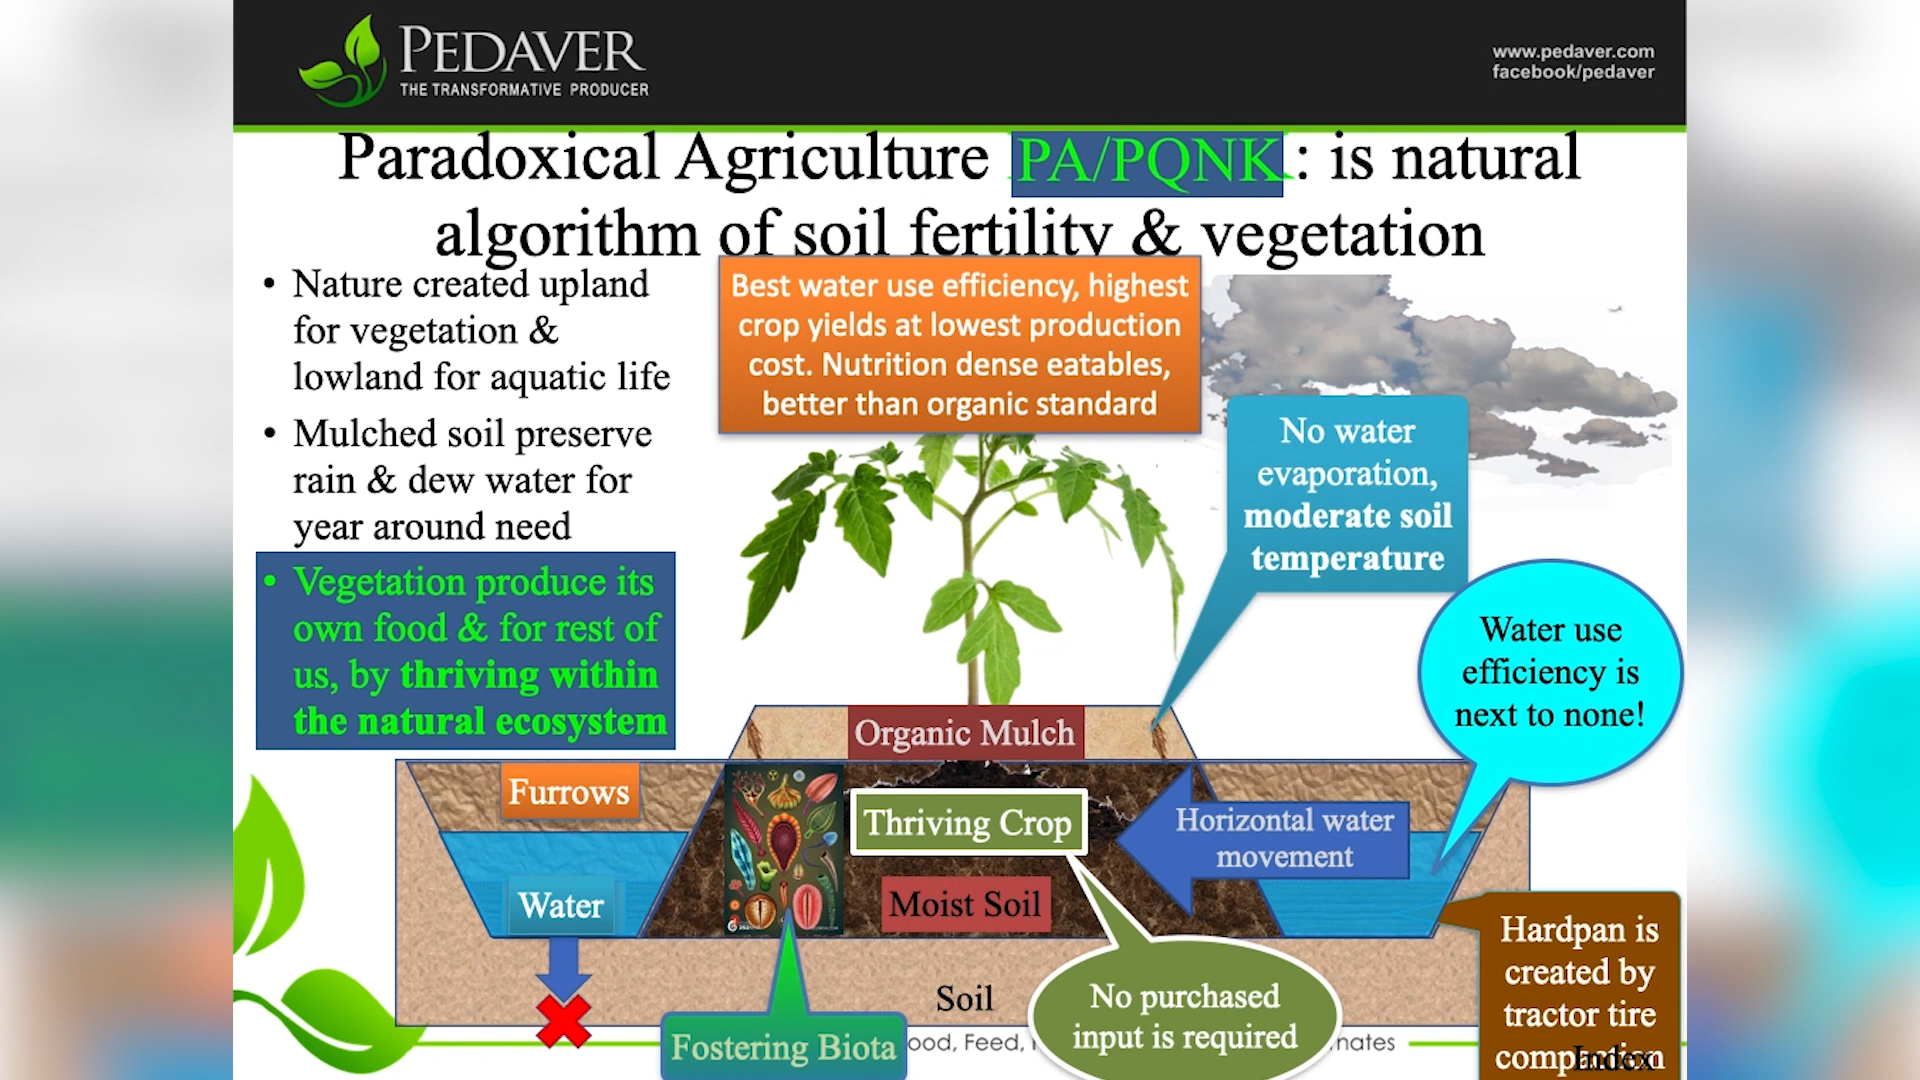 PEDAVER
THE TRANSFORMATIVE PRODUCER
www.pedaver.com
facebook/pedaver
Paradoxical Agriculture PA/PQNK : is natural
algorithm of soil fertility & vegetation
• Nature created upland
for vegetation &
lowland for aquatic life
• Mulched soil preserve
rain & dew water for
year around need
• Vegetation produce its
own food & for rest of
us, by thriving within
the natural ecosystem
Best water use efficiency, highest
crop yields at lowest production
cost. Nutrition dense eatables,
better than organic standard
No water
evaporation,
moderate soil
temperature
Water use
efficiency is
next to none!
Organic Mulch
Furrows
Thriving Crop
Horizontal water
movement
Water
Moist Soil
Hardpan is
created by
tractor tire
compaction
Soil
No purchased
input is required
Fostering Biota
ood, Feed,
nates
Index